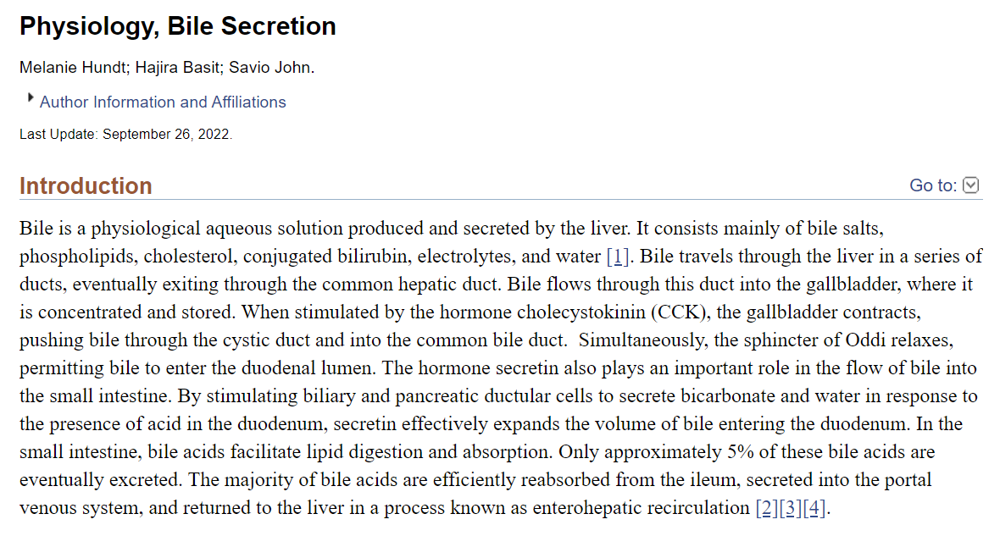 Physiology, Bile Secretion
Melanie Hundt; Hajira Basit; Savio John.
Author Information and Affiliations
Last Update: September 26, 2022.
Introduction
Go to:
Bile is a physiological aqueous solution produced and secreted by the liver. It consists mainly of bile salts,
phospholipids, cholesterol, conjugated bilirubin, electrolytes, and water [1]. Bile travels through the liver in a series of
ducts, eventually exiting through the common hepatic duct. Bile flows through this duct into the gallbladder, where it
is concentrated and stored. When stimulated by the hormone cholecystokinin (CCK), the gallbladder contracts,
pushing bile through the cystic duct and into the common bile duct.  Simultaneously, the sphincter of Oddi relaxes,
permitting bile to enter the duodenal lumen. The hormone secretin also plays an important role in the flow of bile into
the small intestine. By stimulating biliary and pancreatic ductular cells to secrete bicarbonate and water in response to
the presence of acid in the duodenum, secretin effectively expands the volume of bile entering the duodenum. In the
small intestine, bile acids facilitate lipid digestion and absorption. Only approximately 5% of these bile acids are
eventually excreted. The majority of bile acids are efficiently reabsorbed from the ileum, secreted into the portal
venous system, and returned to the liver in a process known as enterohepatic recirculation [2][3][4].